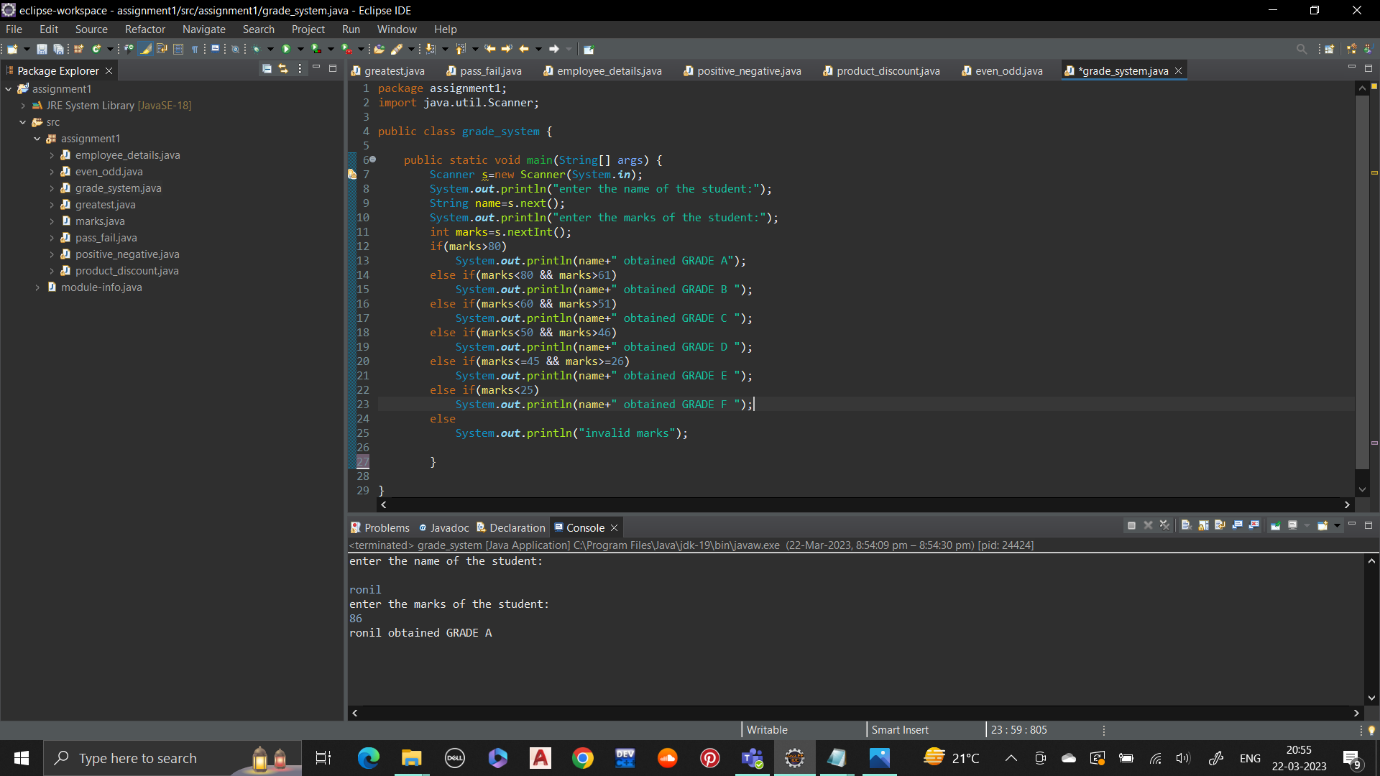 eclipse-workspace - assignment1/src/assignment1/grade_system.java - Eclipse IDE
File Edit Source Refactor Navigate Search Project Run Window Help
Package Explorer
assignment1
JRE System Library [JavaSE-18]
src
assignment1
employee_details.java
even_odd.java
grade_system.java
greatest.java
marks.java
pass_fail.java
positive_negative.java
product_discount.java
module-info.java
greatest.java pass_fail.java employee_details.java positive_negative.java product_discount.java even_odd.java *grade_system.java
1 package assignment1;
2 import java.util.Scanner;
3
4 public class grade_system {
5
6 public static void main(String[] args) {
7 Scanner s=new Scanner(System.in);
8 System.out.println("enter the name of the student:");
9 String name=s.next();
10 System.out.println("enter the marks of the student:");
11 int marks=s.nextInt();
12 if(marks>80)
13 System.out.println(name+" obtained GRADE A");
14 else if(marks<80 && marks>61)
15 System.out.println(name+" obtained GRADE B ");
16 else if(marks<60 && marks>51)
17 System.out.println(name+" obtained GRADE C ");
18 else if(marks<50 && marks>46)
19 System.out.println(name+" obtained GRADE D ");
20 else if(marks<=45 && marks>=26)
21 System.out.println(name+" obtained GRADE E ");
22 else if(marks<25)
23 System.out.println(name+" obtained GRADE F ");
24 else
25 System.out.println("invalid marks");
26
27 }
28
29 }
Problems Javadoc Declaration Console
<terminated> grade_system [Java Application] C:\Program Files\Java\jdk-19\bin\javaw.exe (22-Mar-2023, 8:54:09 pm – 8:54:30 pm) [pid: 24424]
enter the name of the student:
ronil
enter the marks of the student:
86
ronil obtained GRADE A
Writable Smart Insert 23 : 59 : 805
Type here to search DELL DEV 21°C ENG 20:55
22-03-2023 9